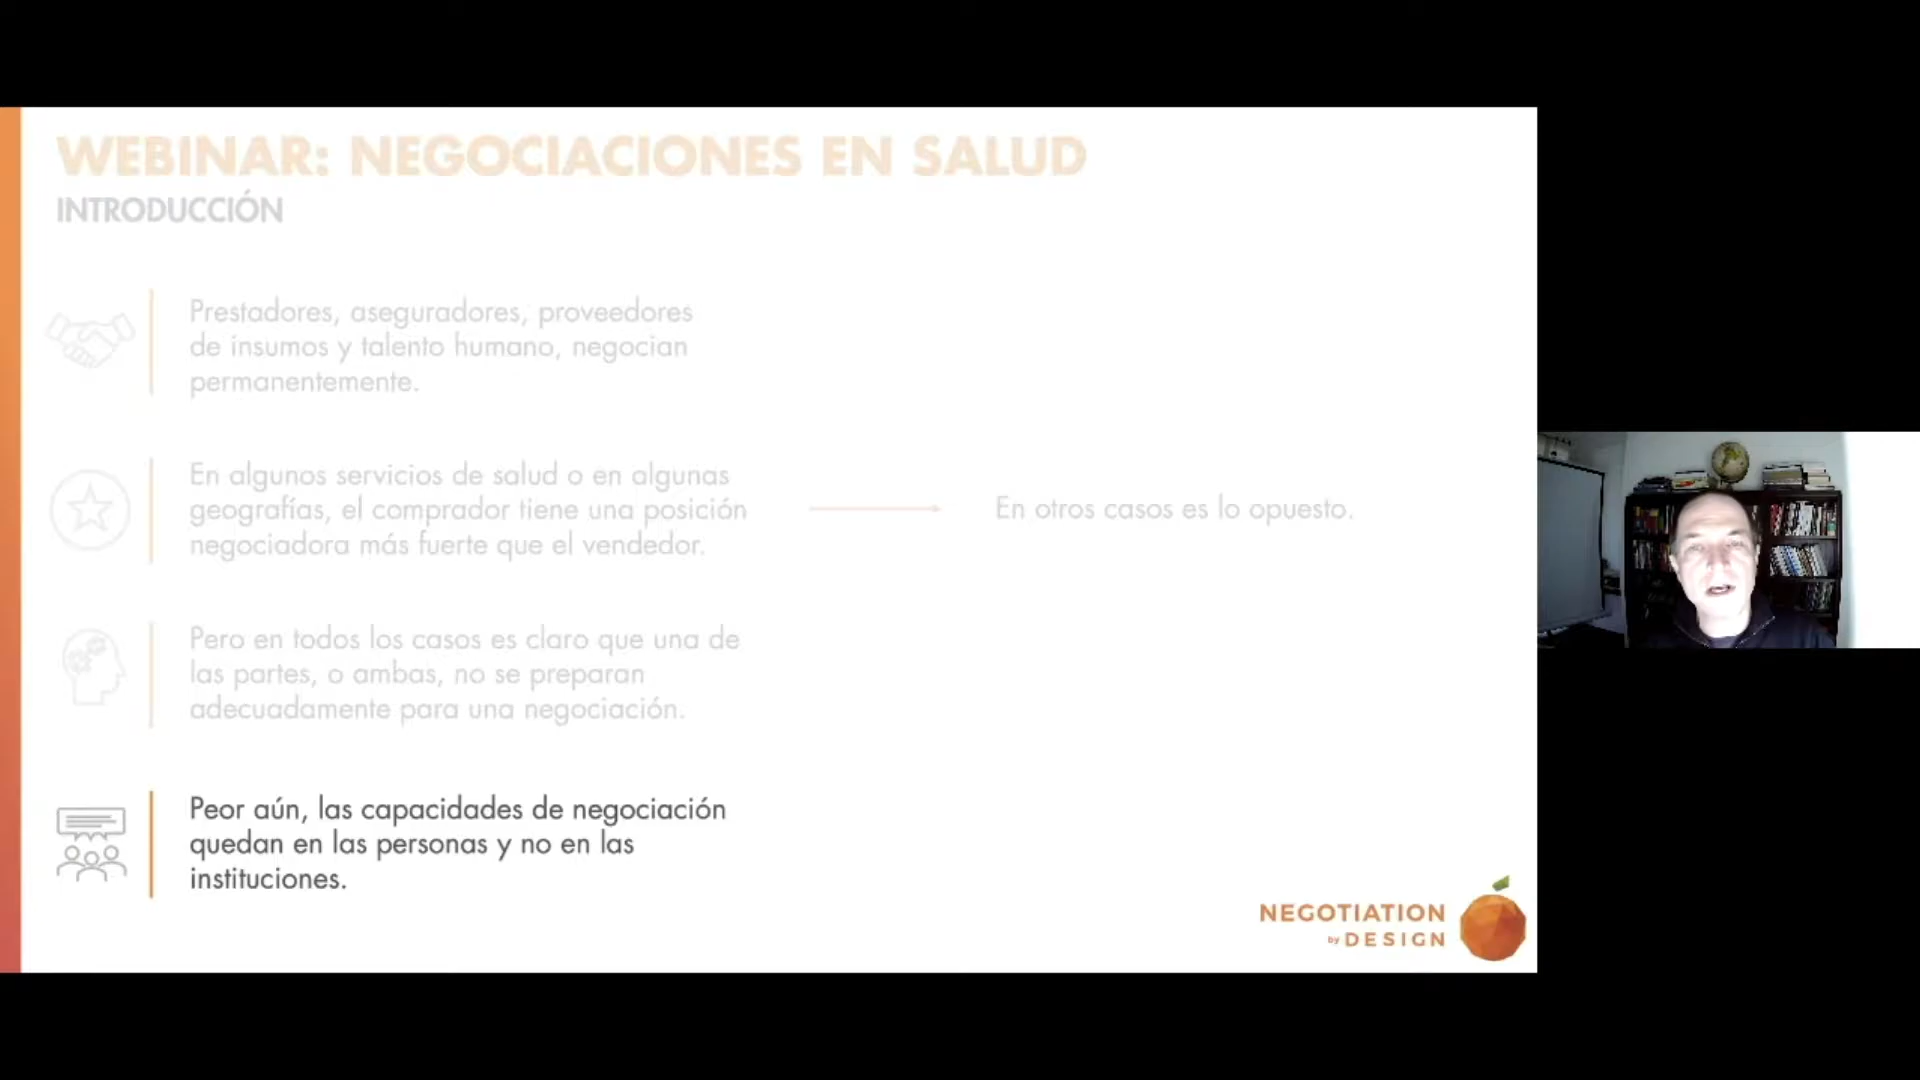 WEBINAR: NEGOCIACIONES EN SALUD
INTRODUCCIÓN
Prestadores, aseguradores, proveedores
de insumos y talento humano, negocian
permanentemente.
En algunos servicios de salud o en algunas
geografías, el comprador tiene una posición
negociadora más fuerte que el vendedor.
En otros casos es lo opuesto.
Pero en todos los casos es claro que una de
las partes, o ambas, no se preparan
adecuadamente para una negociación.
Peor aún, las capacidades de negociación
quedan en las personas y no en las
instituciones.
NEGOTIATION
by DESIGN